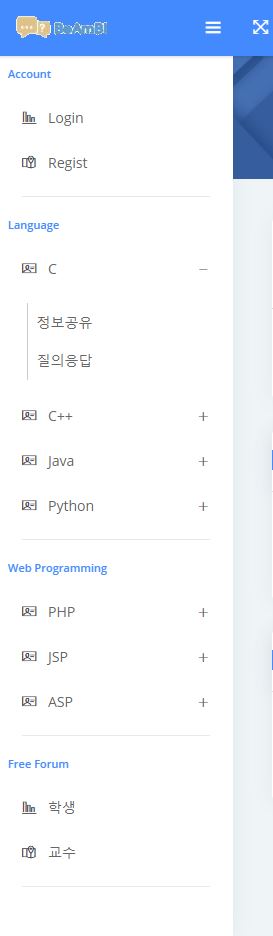 BeAmBi
Account
Login
Regist
Language
C
정보공유
질의응답
C++
Java
Python
Web Programming
PHP
JSP
ASP
Free Forum
학생
교수